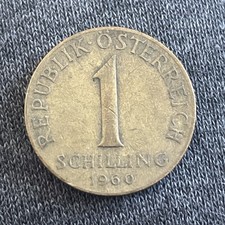 REPUBLIK·ÖSTERREICH
1
SCHILLING
1960